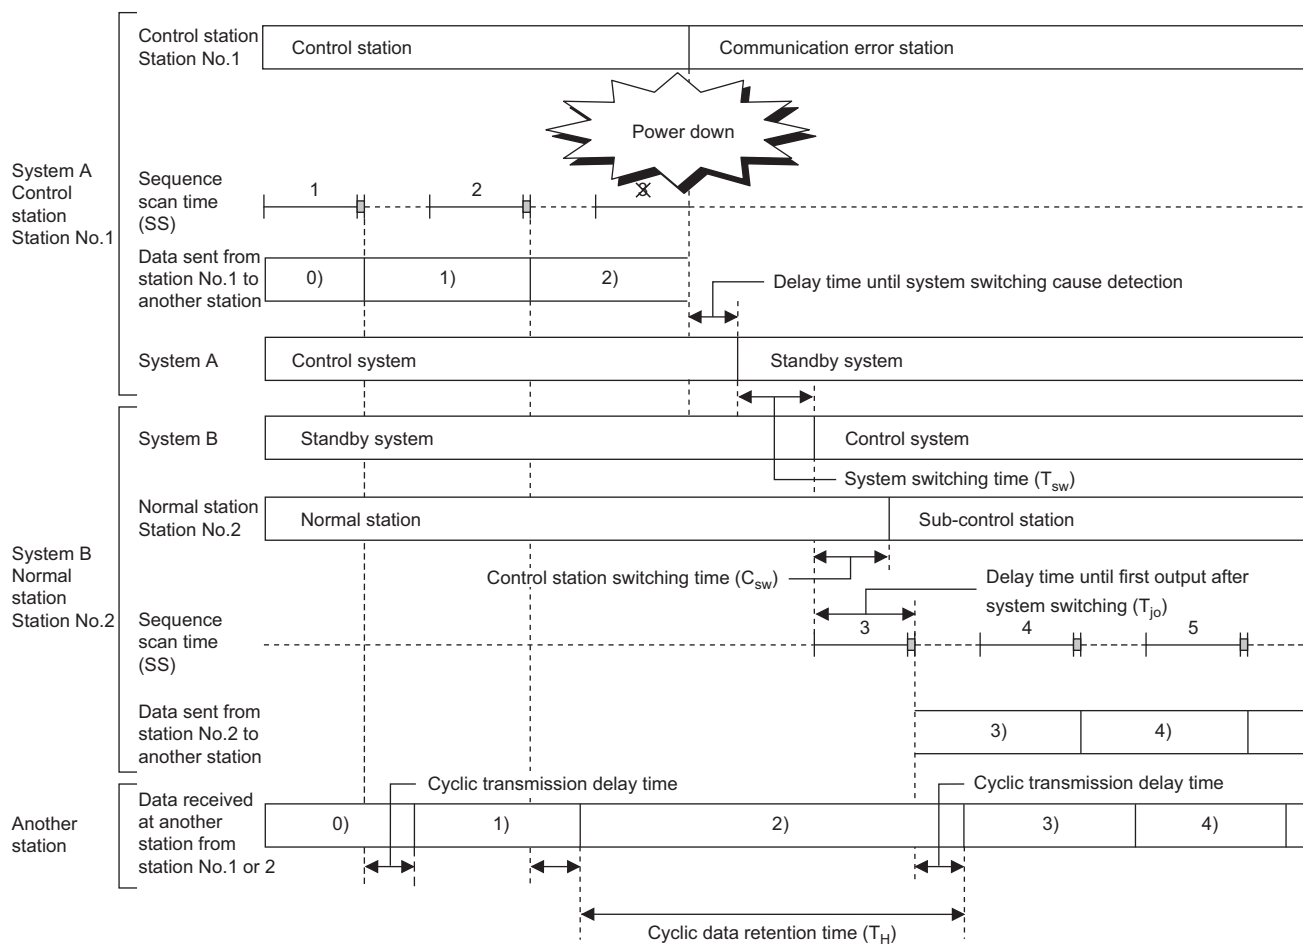 Control station
Station No.1
Control station
Communication error station
Power down
System A
Control
station
Station No.1
Sequence
scan time
(SS)
1
2
3
Data sent from
station No.1 to
another station
0)
1)
2)
Delay time until system switching cause detection
System A
Control system
Standby system
System B
Standby system
Control system
System switching time (Tsw)
Normal station
Station No.2
Normal station
Sub-control station
System B
Normal
station
Station No.2
Control station switching time (Csw)
Delay time until first output after
system switching (Tjo)
Sequence
scan time
(SS)
3
4
5
Data sent from
station No.2 to
another station
3)
4)
Cyclic transmission delay time
Cyclic transmission delay time
Another
station
Data received
at another
station from
station No.1 or 2
0)
1)
2)
3)
4)
Cyclic data retention time (TH)